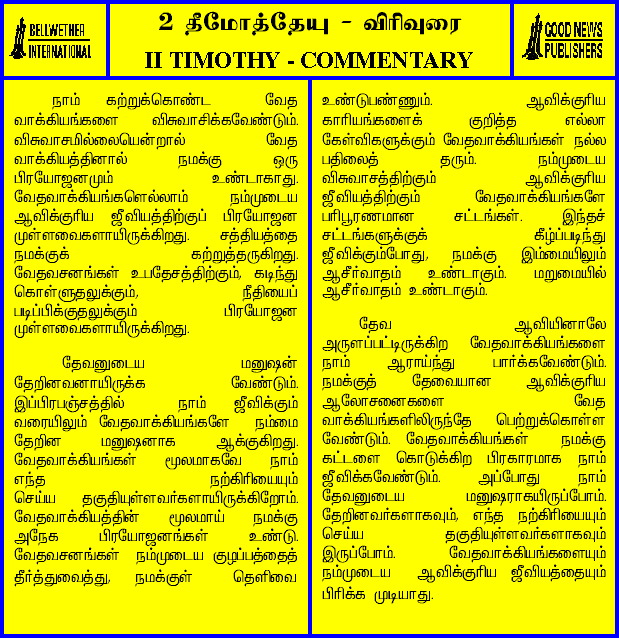 BELLWETHER
INTERNATIONAL
2 தீமோத்தேயு - விரிவுரை
II TIMOTHY - COMMENTARY
GOOD NEWS
PUBLISHERS
நாம் கற்றுக்கொண்ட வேத
வாக்கியங்களை விசுவாசிக்கவேண்டும்.
விசுவாசமில்லையென்றால் வேத
வாக்கியத்தினால் நமக்கு ஒரு
பிரயோஜனமும் உண்டாகாது.
வேதவாக்கியங்களெல்லாம் நம்முடைய
ஆவிக்குரிய ஜீவியத்திற்குப் பிரயோஜன
முள்ளவைகளாயிருக்கிறது. சத்தியத்தை
நமக்குக் கற்றுத்தருகிறது.
வேதவசனங்கள் உபதேசத்திற்கும், கடிந்து
கொள்ளுதலுக்கும், நீதியைப்
படிப்பிக்குதலுக்கும் பிரயோஜன
முள்ளவைகளாயிருக்கிறது.
தேவனுடைய மனுஷன்
தேறினவனாயிருக்க வேண்டும்.
இப்பிரபஞ்சத்தில் நாம் ஜீவிக்கும்
வரையிலும் வேதவாக்கியங்களே நம்மை
தேறின மனுஷனாக ஆக்குகிறது.
வேதவாக்கியங்கள் மூலமாகவே நாம்
எந்த நற்கிரியையும்
செய்ய தகுதியுள்ளவர்களாயிருக்கிறோம்.
வேதவாக்கியத்தின் மூலமாய் நமக்கு
அநேக பிரயோஜனங்கள் உண்டு.
வேதவசனங்கள் நம்முடைய குழப்பத்தைத்
தீர்த்துவைத்து, நமக்குள் தெளிவை
உண்டுபண்ணும். ஆவிக்குரிய
காரியங்களைக் குறித்த எல்லா
கேள்விகளுக்கும் வேதவாக்கியங்கள் நல்ல
பதிலைத் தரும். நம்முடைய
விசுவாசத்திற்கும் ஆவிக்குரிய
ஜீவியத்திற்கும் வேதவாக்கியங்களே
பரிபூரணமான சட்டங்கள். இந்தச்
சட்டங்களுக்குக் கீழ்ப்படிந்து
ஜீவிக்கும்போது, நமக்கு இம்மையிலும்
ஆசீர்வாதம் உண்டாகும். மறுமையில்
ஆசீர்வாதம் உண்டாகும்.
தேவ ஆவியினாலே
அருளப்பட்டிருக்கிற வேதவாக்கியங்களை
நாம் ஆராய்ந்து பார்க்கவேண்டும்.
நமக்குத் தேவையான ஆவிக்குரிய
ஆலோசனைகளை வேத
வாக்கியங்களிலிருந்தே பெற்றுக்கொள்ள
வேண்டும். வேதவாக்கியங்கள் நமக்கு
கட்டளை கொடுக்கிற பிரகாரமாக நாம்
ஜீவிக்கவேண்டும். அப்போது நாம்
தேவனுடைய மனுஷராகயிருப்போம்.
தேறினவர்களாகவும், எந்த நற்கிரியையும்
செய்ய தகுதியுள்ளவர்களாகவும்
இருப்போம். வேதவாக்கியங்களையும்
நம்முடைய ஆவிக்குரிய ஜீவியத்தையும்
பிரிக்க முடியாது.